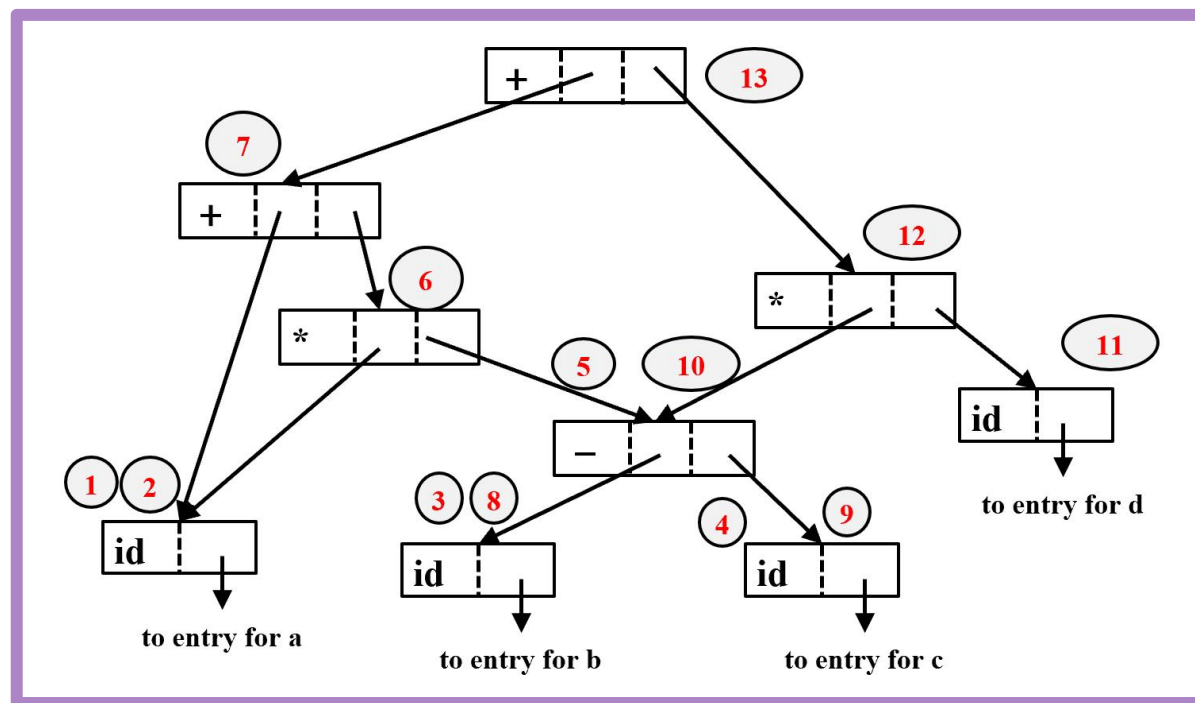 +
13
7
+
12
6
*
*
11
5
10
id
–
1
2
3
8
4
9
to entry for d
id
id
id
to entry for a
to entry for b
to entry for c